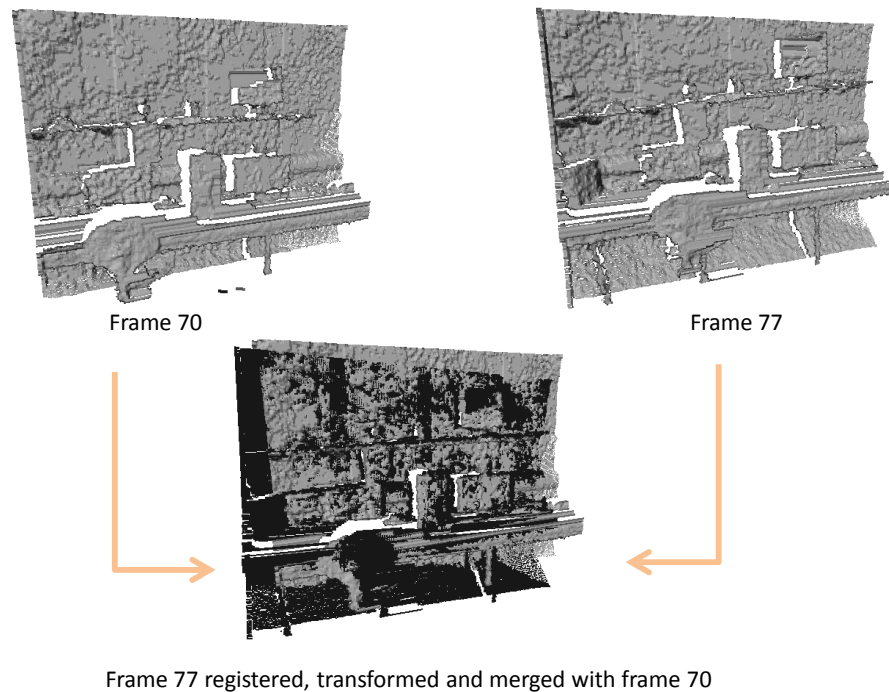 Frame 70
Frame 77
Frame 77 registered, transformed and merged with frame 70